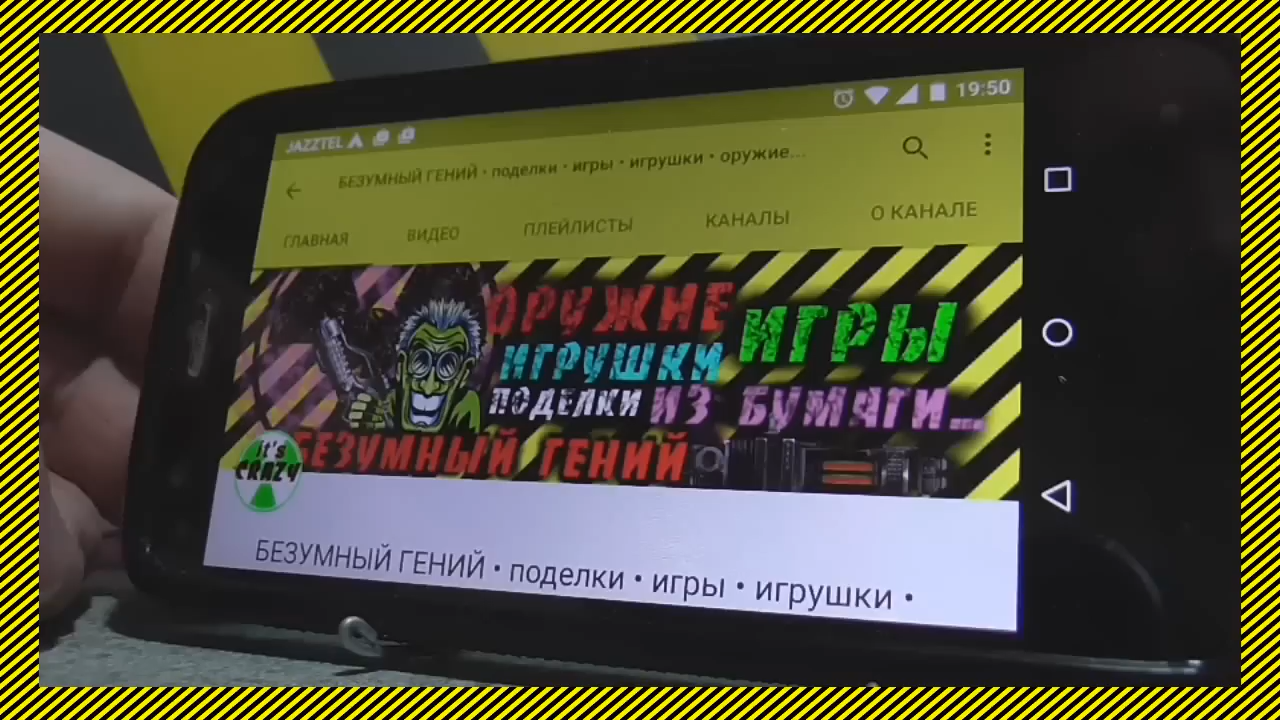 JAZZTEL 19:50
БЕЗУМНЫЙ ГЕНИЙ • поделки • игры • игрушки • оружие...
ГЛАВНАЯ ВИДЕО ПЛЕЙЛИСТЫ КАНАЛЫ О КАНАЛЕ
ОРУЖИЕ ИГРЫ
ИГРУШКИ
ПОДЕЛКИ ИЗ БУМАГИ...
БЕЗУМНЫЙ ГЕНИЙ
it's
CRAZY
БЕЗУМНЫЙ ГЕНИЙ • поделки • игры • игрушки •